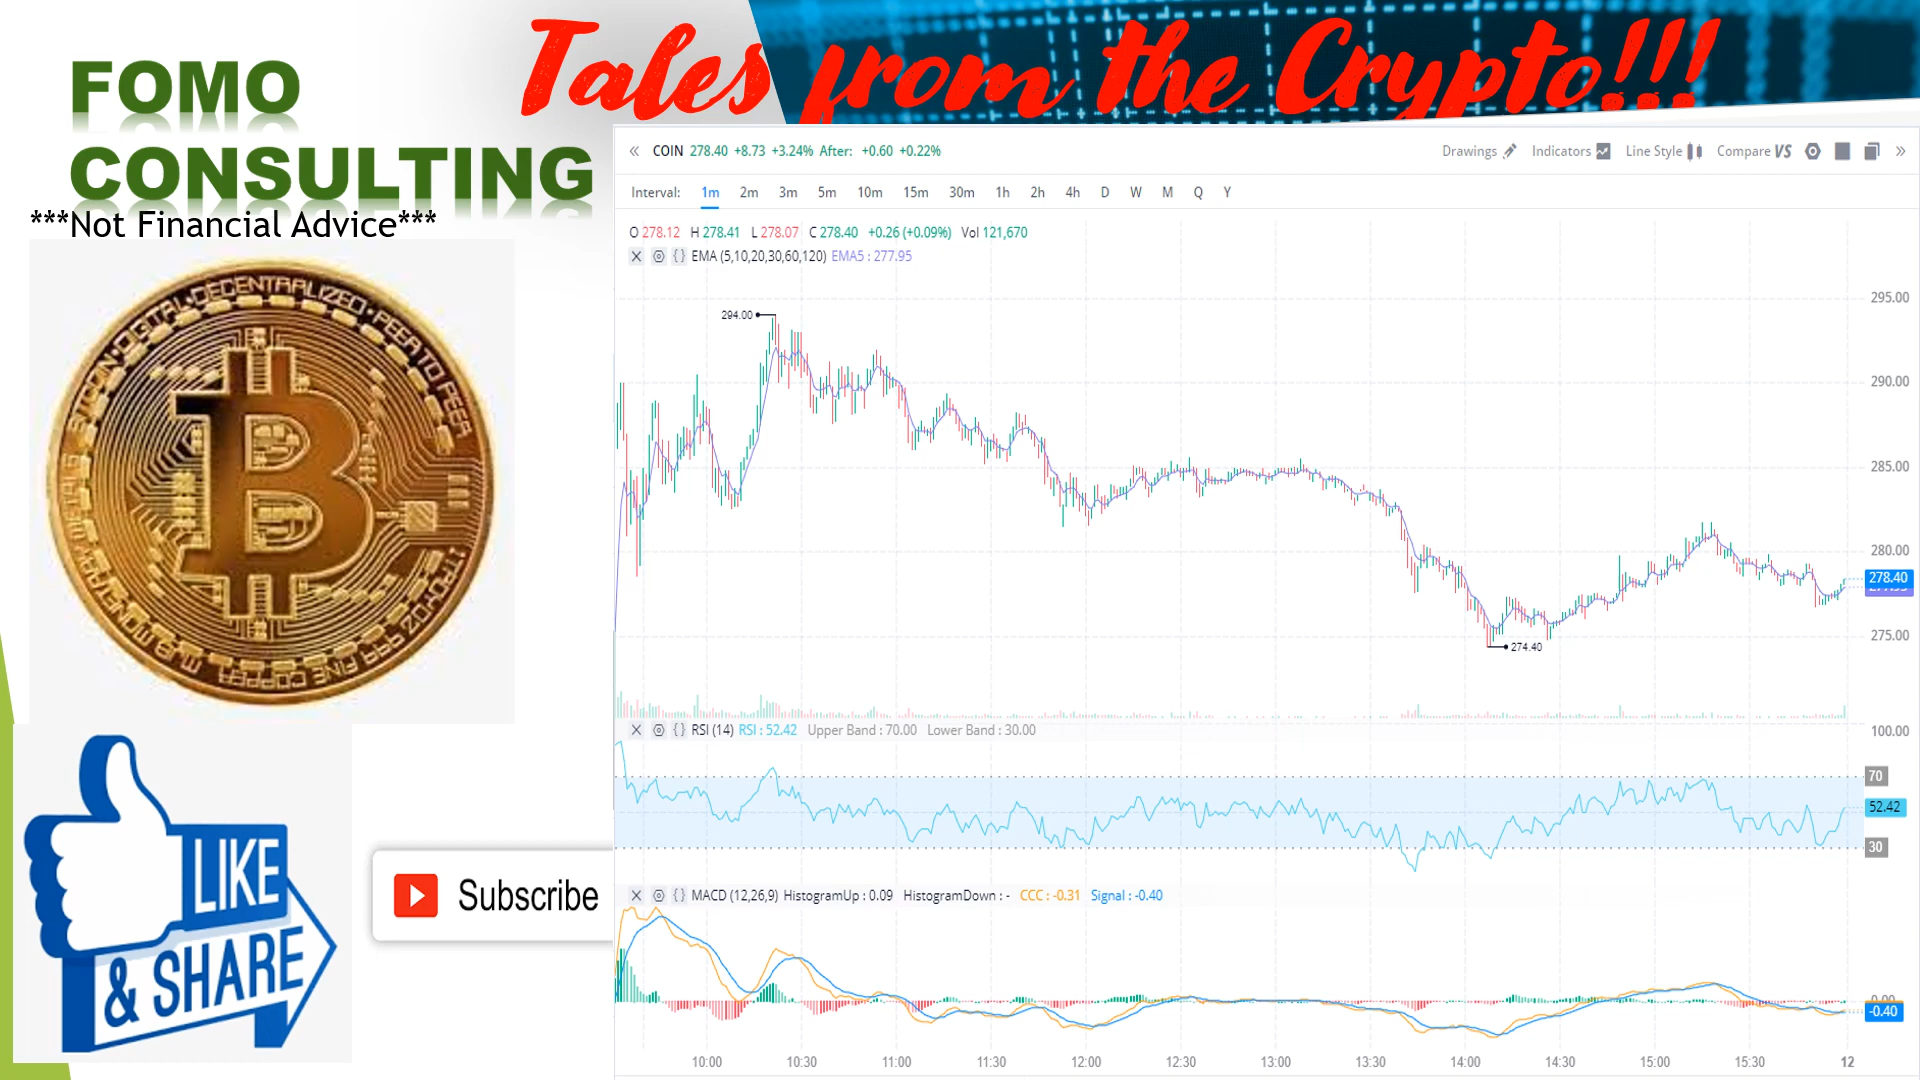 Tales from the Crypto!!!
FOMO
CONSULTING
***Not Financial Advice***
BITCOIN•DIGITAL•DECENTRALIZED•PEER TO PEER
LIKE
& SHARE
Subscribe
COIN 278.40 +8.73 +3.24% After: +0.60 +0.22%
Drawings Indicators Line Style Compare VS
Interval: 1m 2m 3m 5m 10m 15m 30m 1h 2h 4h D W M Q Y
O 278.12 H 278.41 L 278.07 C 278.40 +0.26 (+0.09%) Vol 121,670
EMA (5,10,20,30,60,120) EMA5 : 277.95
294.00
274.40
295.00
290.00
285.00
280.00
278.40
275.00
RSI (14) RSI : 52.42 Upper Band : 70.00 Lower Band : 30.00
100.00
70
52.42
30
MACD (12,26,9) HistogramUp : 0.09 HistogramDown : - CCC : -0.31 Signal : -0.40
-0.40
10:00 10:30 11:00 11:30 12:00 12:30 13:00 13:30 14:00 14:30 15:00 15:30 12